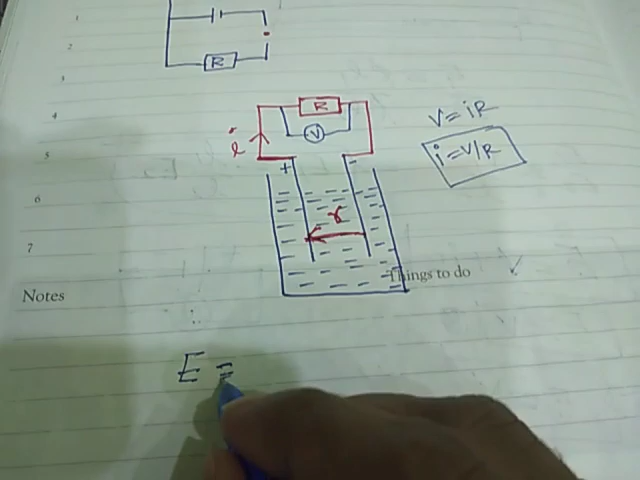 1
2
3
4
5
6
7
R
R
V
i
+
-
r
V = iR
i = V/R
Things to do
Notes
E =